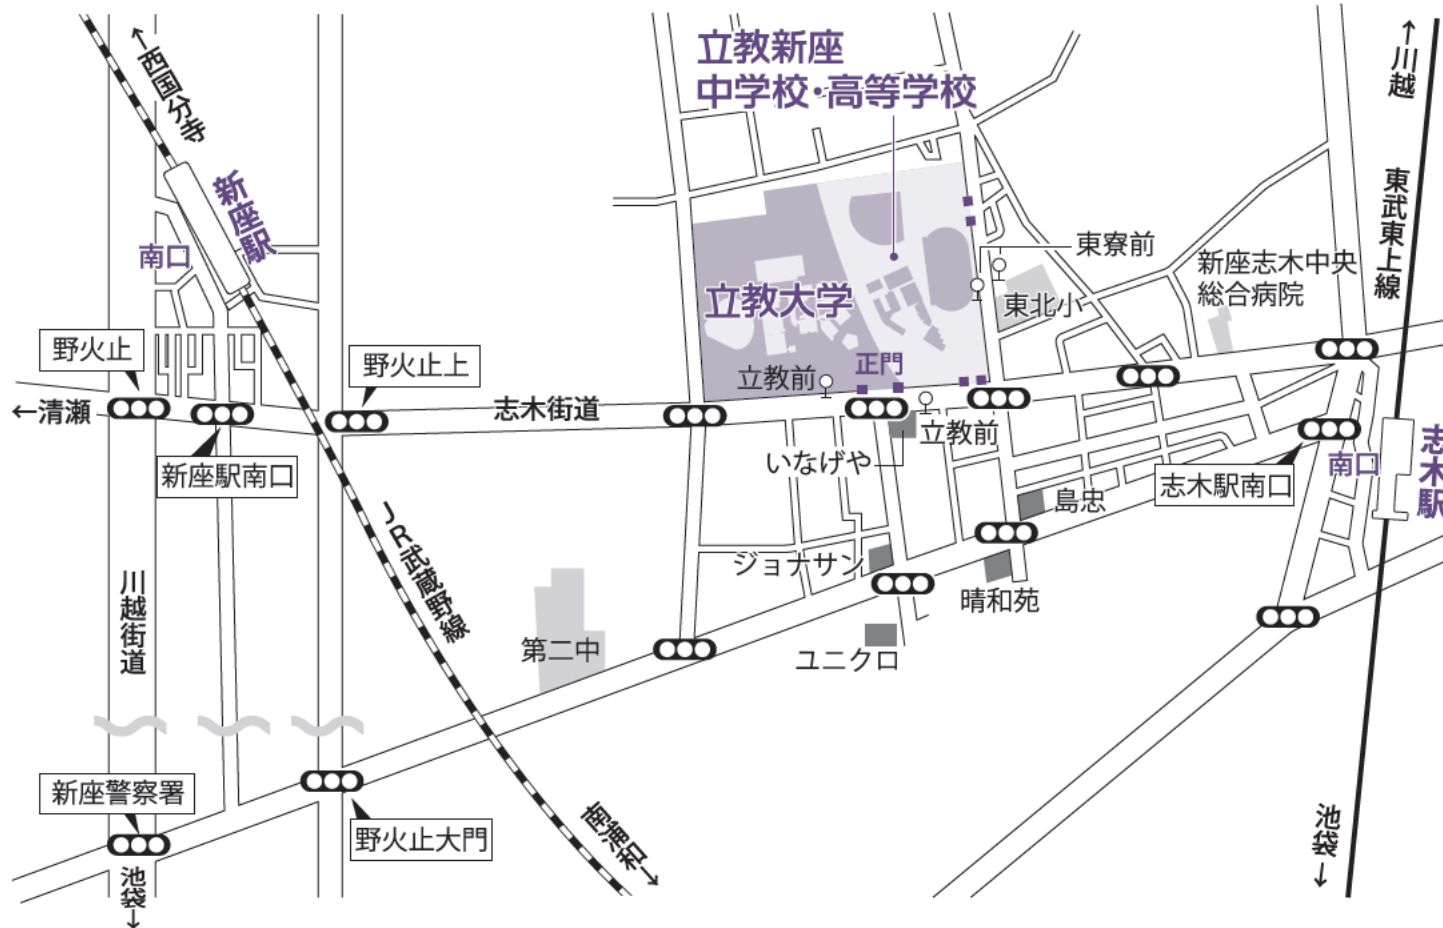 立教新座
中学校・高等学校
↑川越
←西国分寺
東武東上線
新座駅
南口
東寮前
新座志木中央
総合病院
東北小
立教大学
野火止
野火止上
立教前
正門
←清瀬
志木街道
立教前
いなげや
新座駅南口
志木駅南口
南口
志木駅
島忠
JR武蔵野線
ジョナサン
晴和苑
川越街道
第二中
ユニクロ
新座警察署
野火止大門
南浦和→
池袋→
池袋→